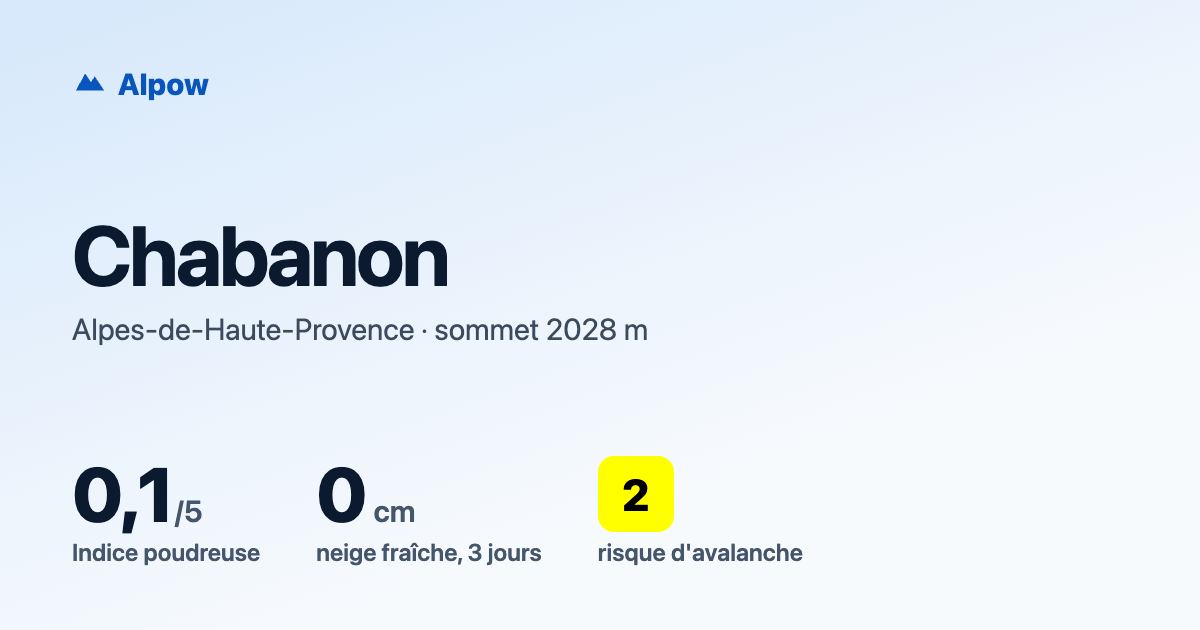 Alpow
Chabanon
Alpes-de-Haute-Provence · sommet 2028 m
0,1/5
Indice poudreuse
0 cm
neige fraîche, 3 jours
2
risque d'avalanche